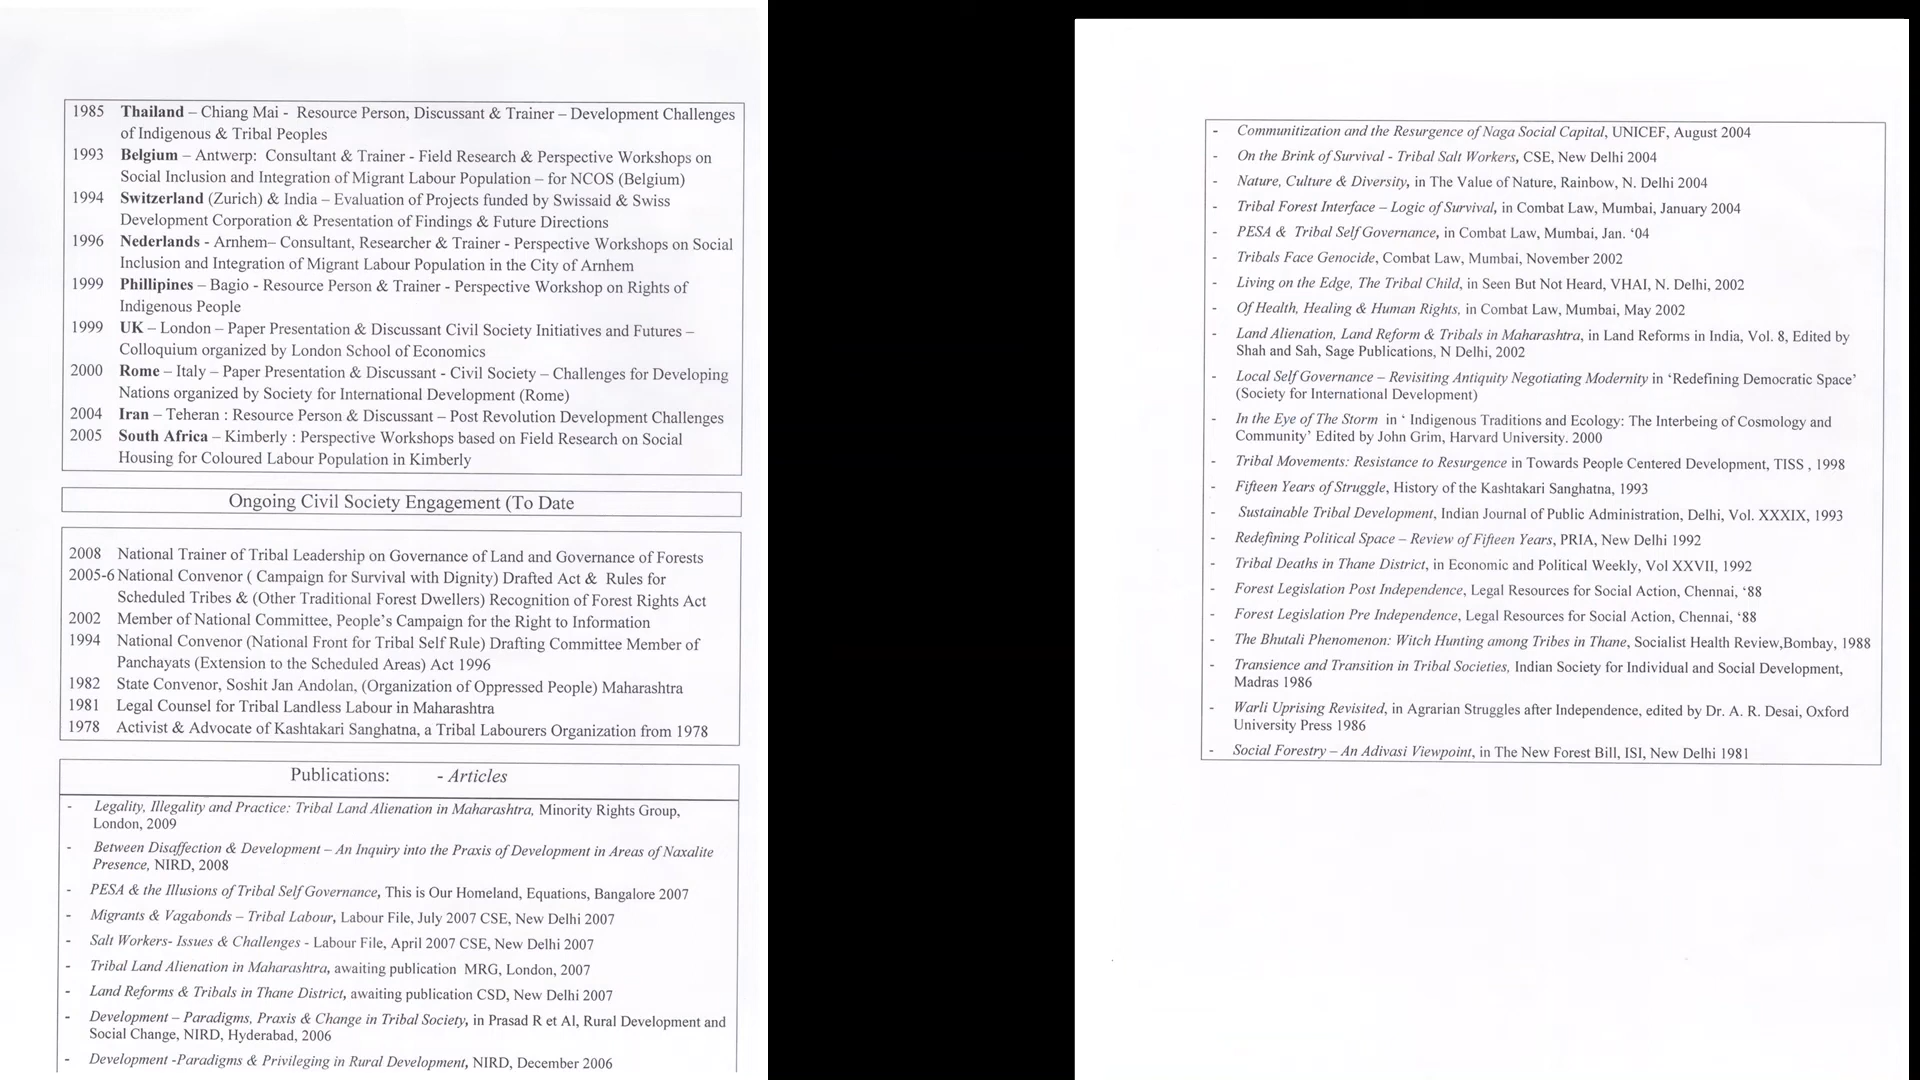 1985 Thailand – Chiang Mai - Resource Person, Discussant & Trainer – Development Challenges
of Indigenous & Tribal Peoples
1993 Belgium – Antwerp: Consultant & Trainer - Field Research & Perspective Workshops on
Social Inclusion and Integration of Migrant Labour Population – for NCOS (Belgium)
1994 Switzerland (Zurich) & India – Evaluation of Projects funded by Swissaid & Swiss
Development Corporation & Presentation of Findings & Future Directions
1996 Nederlands - Arnhem– Consultant, Researcher & Trainer - Perspective Workshops on Social
Inclusion and Integration of Migrant Labour Population in the City of Arnhem
1999 Phillipines – Bagio - Resource Person & Trainer - Perspective Workshop on Rights of
Indigenous People
1999 UK – London – Paper Presentation & Discussant Civil Society Initiatives and Futures –
Colloquium organized by London School of Economics
2000 Rome – Italy – Paper Presentation & Discussant - Civil Society – Challenges for Developing
Nations organized by Society for International Development (Rome)
2004 Iran – Teheran : Resource Person & Discussant – Post Revolution Development Challenges
2005 South Africa – Kimberly : Perspective Workshops based on Field Research on Social
Housing for Coloured Labour Population in Kimberly
Ongoing Civil Society Engagement (To Date
2008 National Trainer of Tribal Leadership on Governance of Land and Governance of Forests
2005-6 National Convenor ( Campaign for Survival with Dignity) Drafted Act & Rules for
Scheduled Tribes & (Other Traditional Forest Dwellers) Recognition of Forest Rights Act
2002 Member of National Committee, People's Campaign for the Right to Information
1994 National Convenor (National Front for Tribal Self Rule) Drafting Committee Member of
Panchayats (Extension to the Scheduled Areas) Act 1996
1982 State Convenor, Soshit Jan Andolan, (Organization of Oppressed People) Maharashtra
1981 Legal Counsel for Tribal Landless Labour in Maharashtra
1978 Activist & Advocate of Kashtakari Sanghatna, a Tribal Labourers Organization from 1978
Publications: - Articles
- Legality, Illegality and Practice: Tribal Land Alienation in Maharashtra, Minority Rights Group,
London, 2009
- Between Disaffection & Development – An Inquiry into the Praxis of Development in Areas of Naxalite
Presence, NIRD, 2008
- PESA & the Illusions of Tribal Self Governance, This is Our Homeland, Equations, Bangalore 2007
- Migrants & Vagabonds – Tribal Labour, Labour File, July 2007 CSE, New Delhi 2007
- Salt Workers- Issues & Challenges - Labour File, April 2007 CSE, New Delhi 2007
- Tribal Land Alienation in Maharashtra, awaiting publication MRG, London, 2007
- Land Reforms & Tribals in Thane District, awaiting publication CSD, New Delhi 2007
- Development – Paradigms, Praxis & Change in Tribal Society, in Prasad R et Al, Rural Development and
Social Change, NIRD, Hyderabad, 2006
- Development -Paradigms & Privileging in Rural Development, NIRD, December 2006
- Communitization and the Resurgence of Naga Social Capital, UNICEF, August 2004
- On the Brink of Survival - Tribal Salt Workers, CSE, New Delhi 2004
- Nature, Culture & Diversity, in The Value of Nature, Rainbow, N. Delhi 2004
- Tribal Forest Interface – Logic of Survival, in Combat Law, Mumbai, January 2004
- PESA & Tribal Self Governance, in Combat Law, Mumbai, Jan. '04
- Tribals Face Genocide, Combat Law, Mumbai, November 2002
- Living on the Edge, The Tribal Child, in Seen But Not Heard, VHAI, N. Delhi, 2002
- Of Health, Healing & Human Rights, in Combat Law, Mumbai, May 2002
- Land Alienation, Land Reform & Tribals in Maharashtra, in Land Reforms in India, Vol. 8, Edited by
Shah and Sah, Sage Publications, N Delhi, 2002
- Local Self Governance – Revisiting Antiquity Negotiating Modernity in 'Redefining Democratic Space'
(Society for International Development)
- In the Eye of The Storm in ' Indigenous Traditions and Ecology: The Interbeing of Cosmology and
Community' Edited by John Grim, Harvard University. 2000
- Tribal Movements: Resistance to Resurgence in Towards People Centered Development, TISS , 1998
- Fifteen Years of Struggle, History of the Kashtakari Sanghatna, 1993
- Sustainable Tribal Development, Indian Journal of Public Administration, Delhi, Vol. XXXIX, 1993
- Redefining Political Space – Review of Fifteen Years, PRIA, New Delhi 1992
- Tribal Deaths in Thane District, in Economic and Political Weekly, Vol XXVII, 1992
- Forest Legislation Post Independence, Legal Resources for Social Action, Chennai, '88
- Forest Legislation Pre Independence, Legal Resources for Social Action, Chennai, '88
- The Bhutali Phenomenon: Witch Hunting among Tribes in Thane, Socialist Health Review,Bombay, 1988
- Transience and Transition in Tribal Societies, Indian Society for Individual and Social Development,
Madras 1986
- Warli Uprising Revisited, in Agrarian Struggles after Independence, edited by Dr. A. R. Desai, Oxford
University Press 1986
- Social Forestry – An Adivasi Viewpoint, in The New Forest Bill, ISI, New Delhi 1981